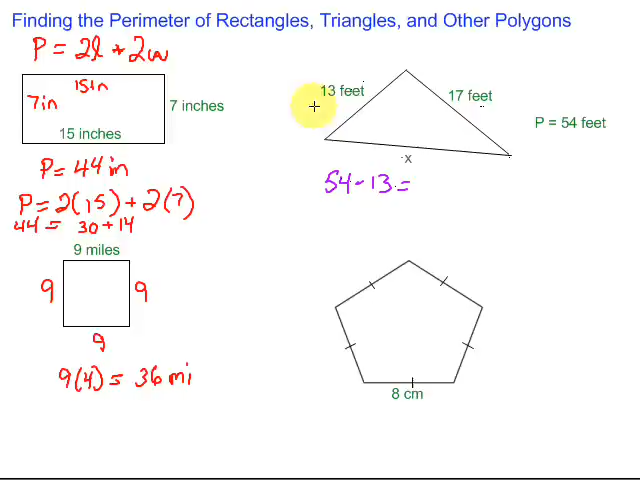 Finding the Perimeter of Rectangles, Triangles, and Other Polygons
P = 2l + 2w
15in
7in
7 inches
15 inches
P = 44 in
P = 2(15) + 2(7)
44 = 30 + 14
9 miles
9
9
9
9(4) = 36 mi
13 feet
17 feet
P = 54 feet
x
54 - 13 =
8 cm